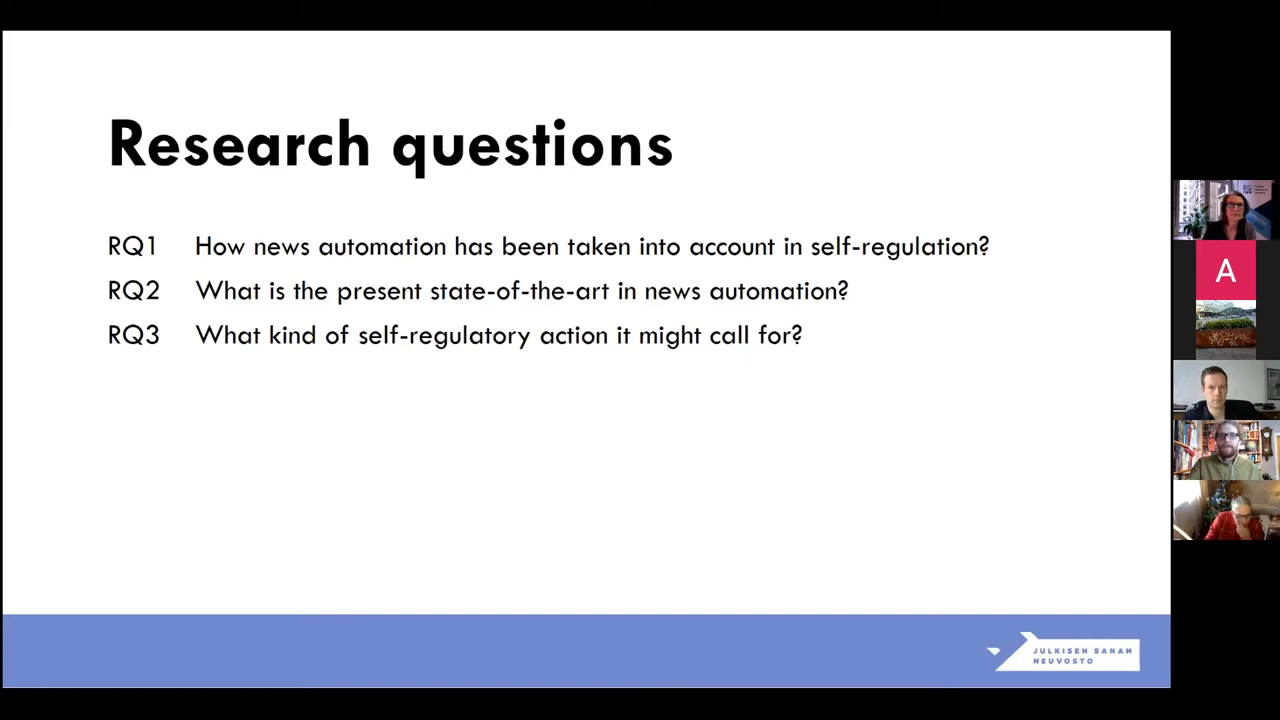 Research questions
RQ1 How news automation has been taken into account in self-regulation?
RQ2 What is the present state-of-the-art in news automation?
RQ3 What kind of self-regulatory action it might call for?
A
JULKISEN SANAN
NEUVOSTO